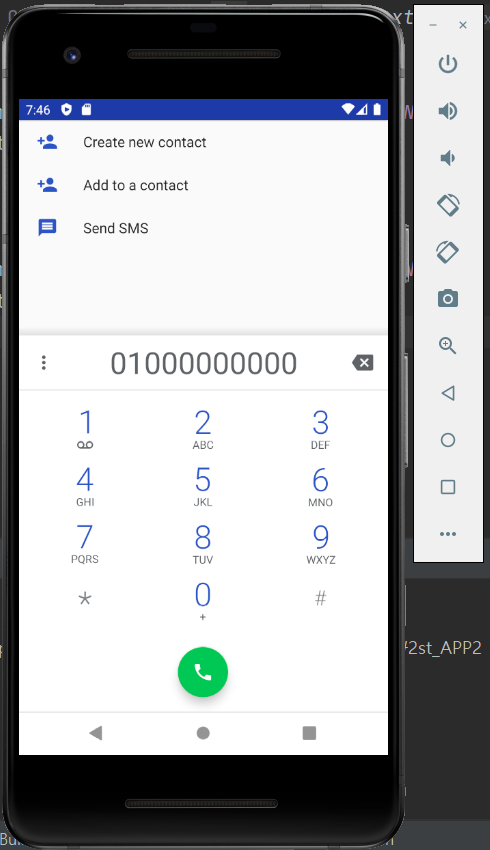 7:46
Create new contact
Add to a contact
Send SMS
01000000000
1 2 3
ABC DEF
4 5 6
GHI JKL MNO
7 8 9
PQRS TUV WXYZ
* 0 #
+
2st_APP2